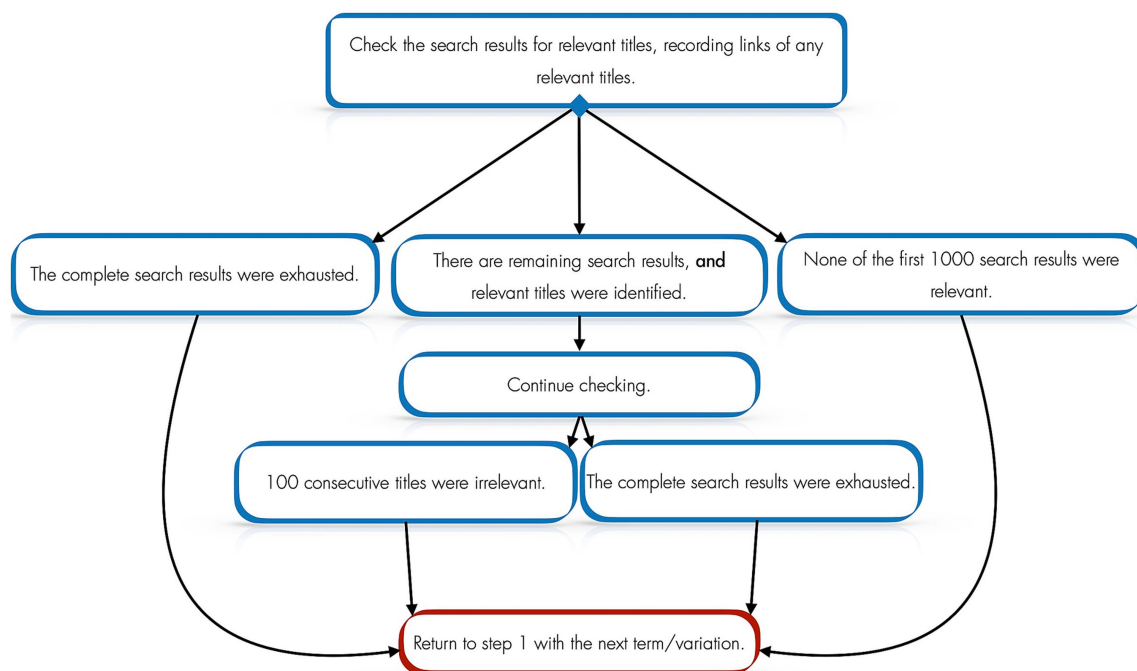 Check the search results for relevant titles, recording links of any
relevant titles.
The complete search results were exhausted.
There are remaining search results, and
relevant titles were identified.
None of the first 1000 search results were
relevant.
Continue checking.
100 consecutive titles were irrelevant.
The complete search results were exhausted.
Return to step 1 with the next term/variation.